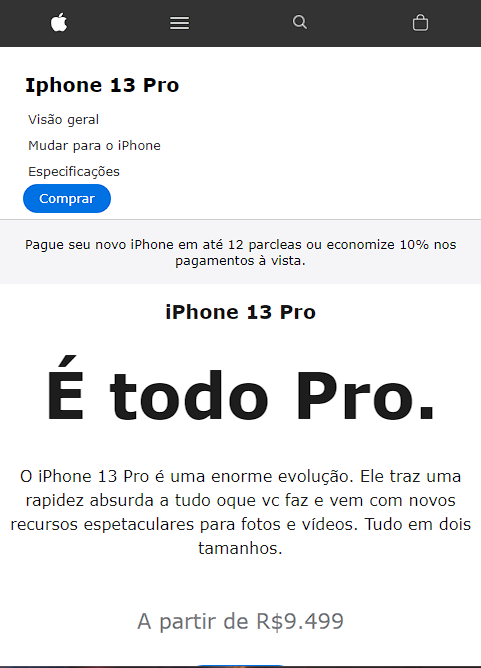 Iphone 13 Pro
Visão geral
Mudar para o iPhone
Especificações
Comprar
Pague seu novo iPhone em até 12 parcleas ou economize 10% nos
pagamentos à vista.
iPhone 13 Pro
É todo Pro.
O iPhone 13 Pro é uma enorme evolução. Ele traz uma
rapidez absurda a tudo oque vc faz e vem com novos
recursos espetaculares para fotos e vídeos. Tudo em dois
tamanhos.
A partir de R$9.499